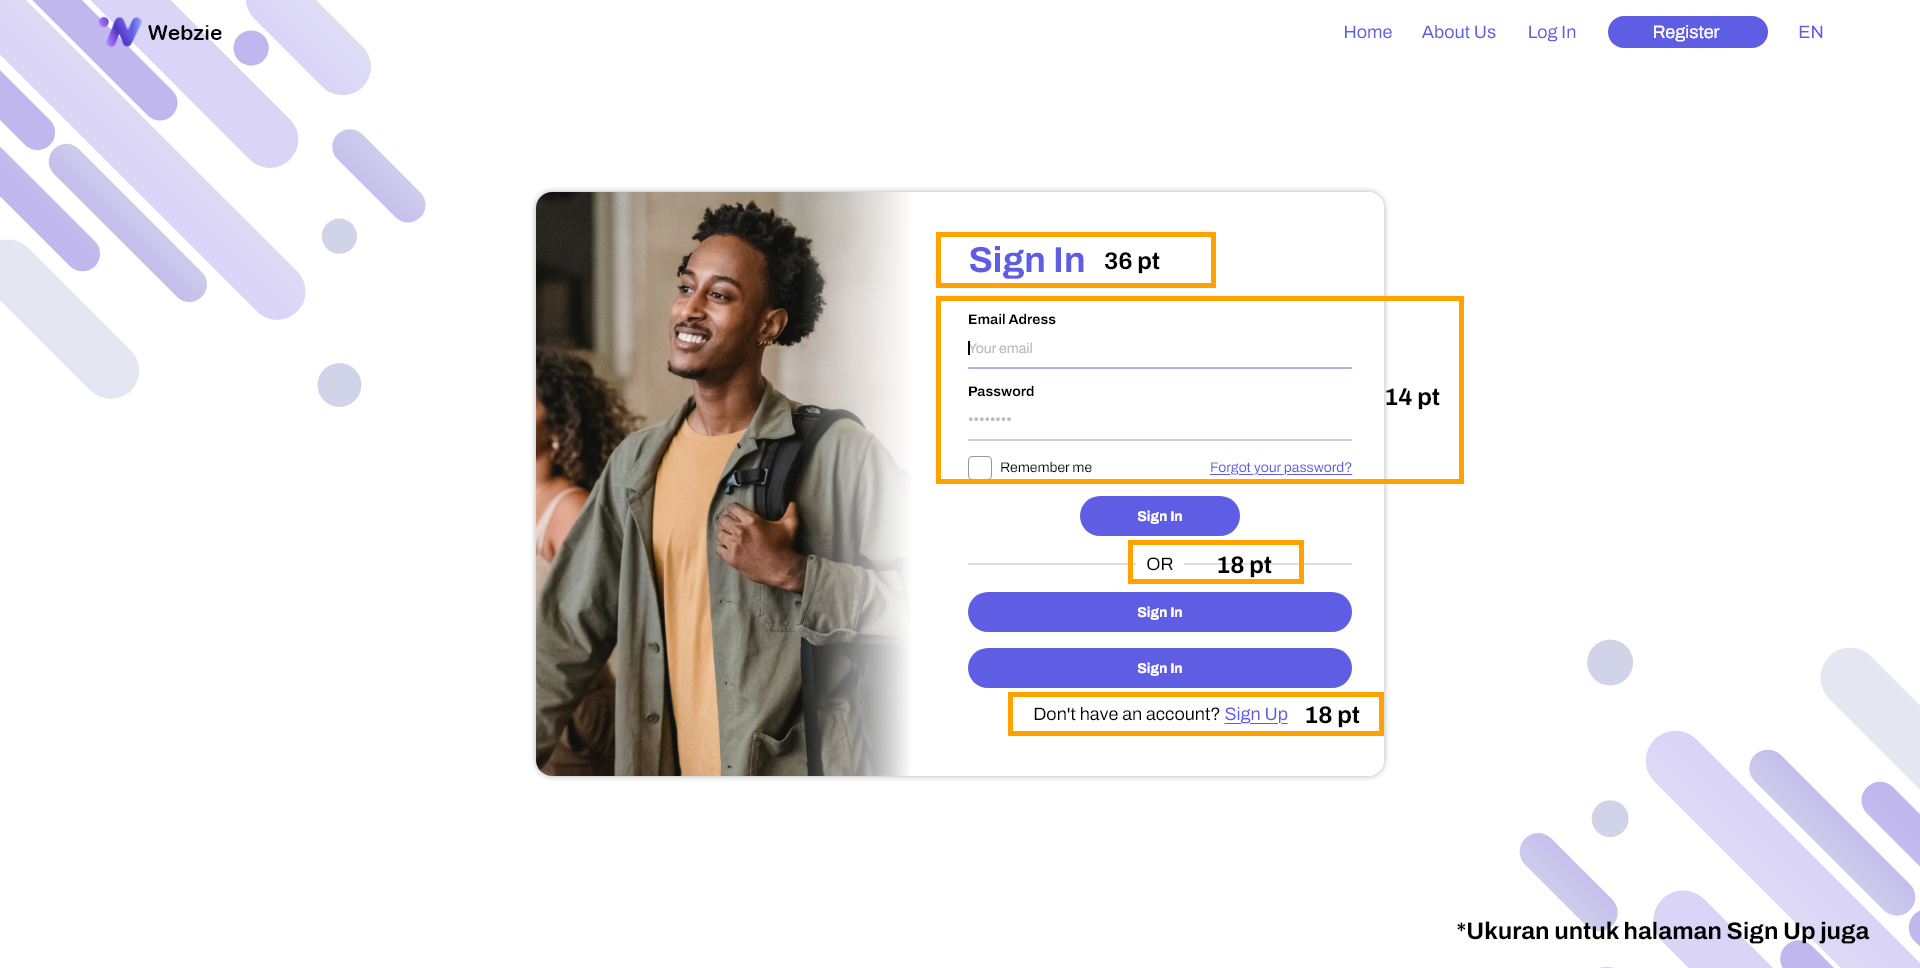 Webzie
Home About Us Log In Register EN
Sign In 36 pt
Email Adress
Your email
Password
14 pt
Remember me Forgot your password?
Sign In
OR 18 pt
Sign In
Sign In
Don't have an account? Sign Up 18 pt
*Ukuran untuk halaman Sign Up juga